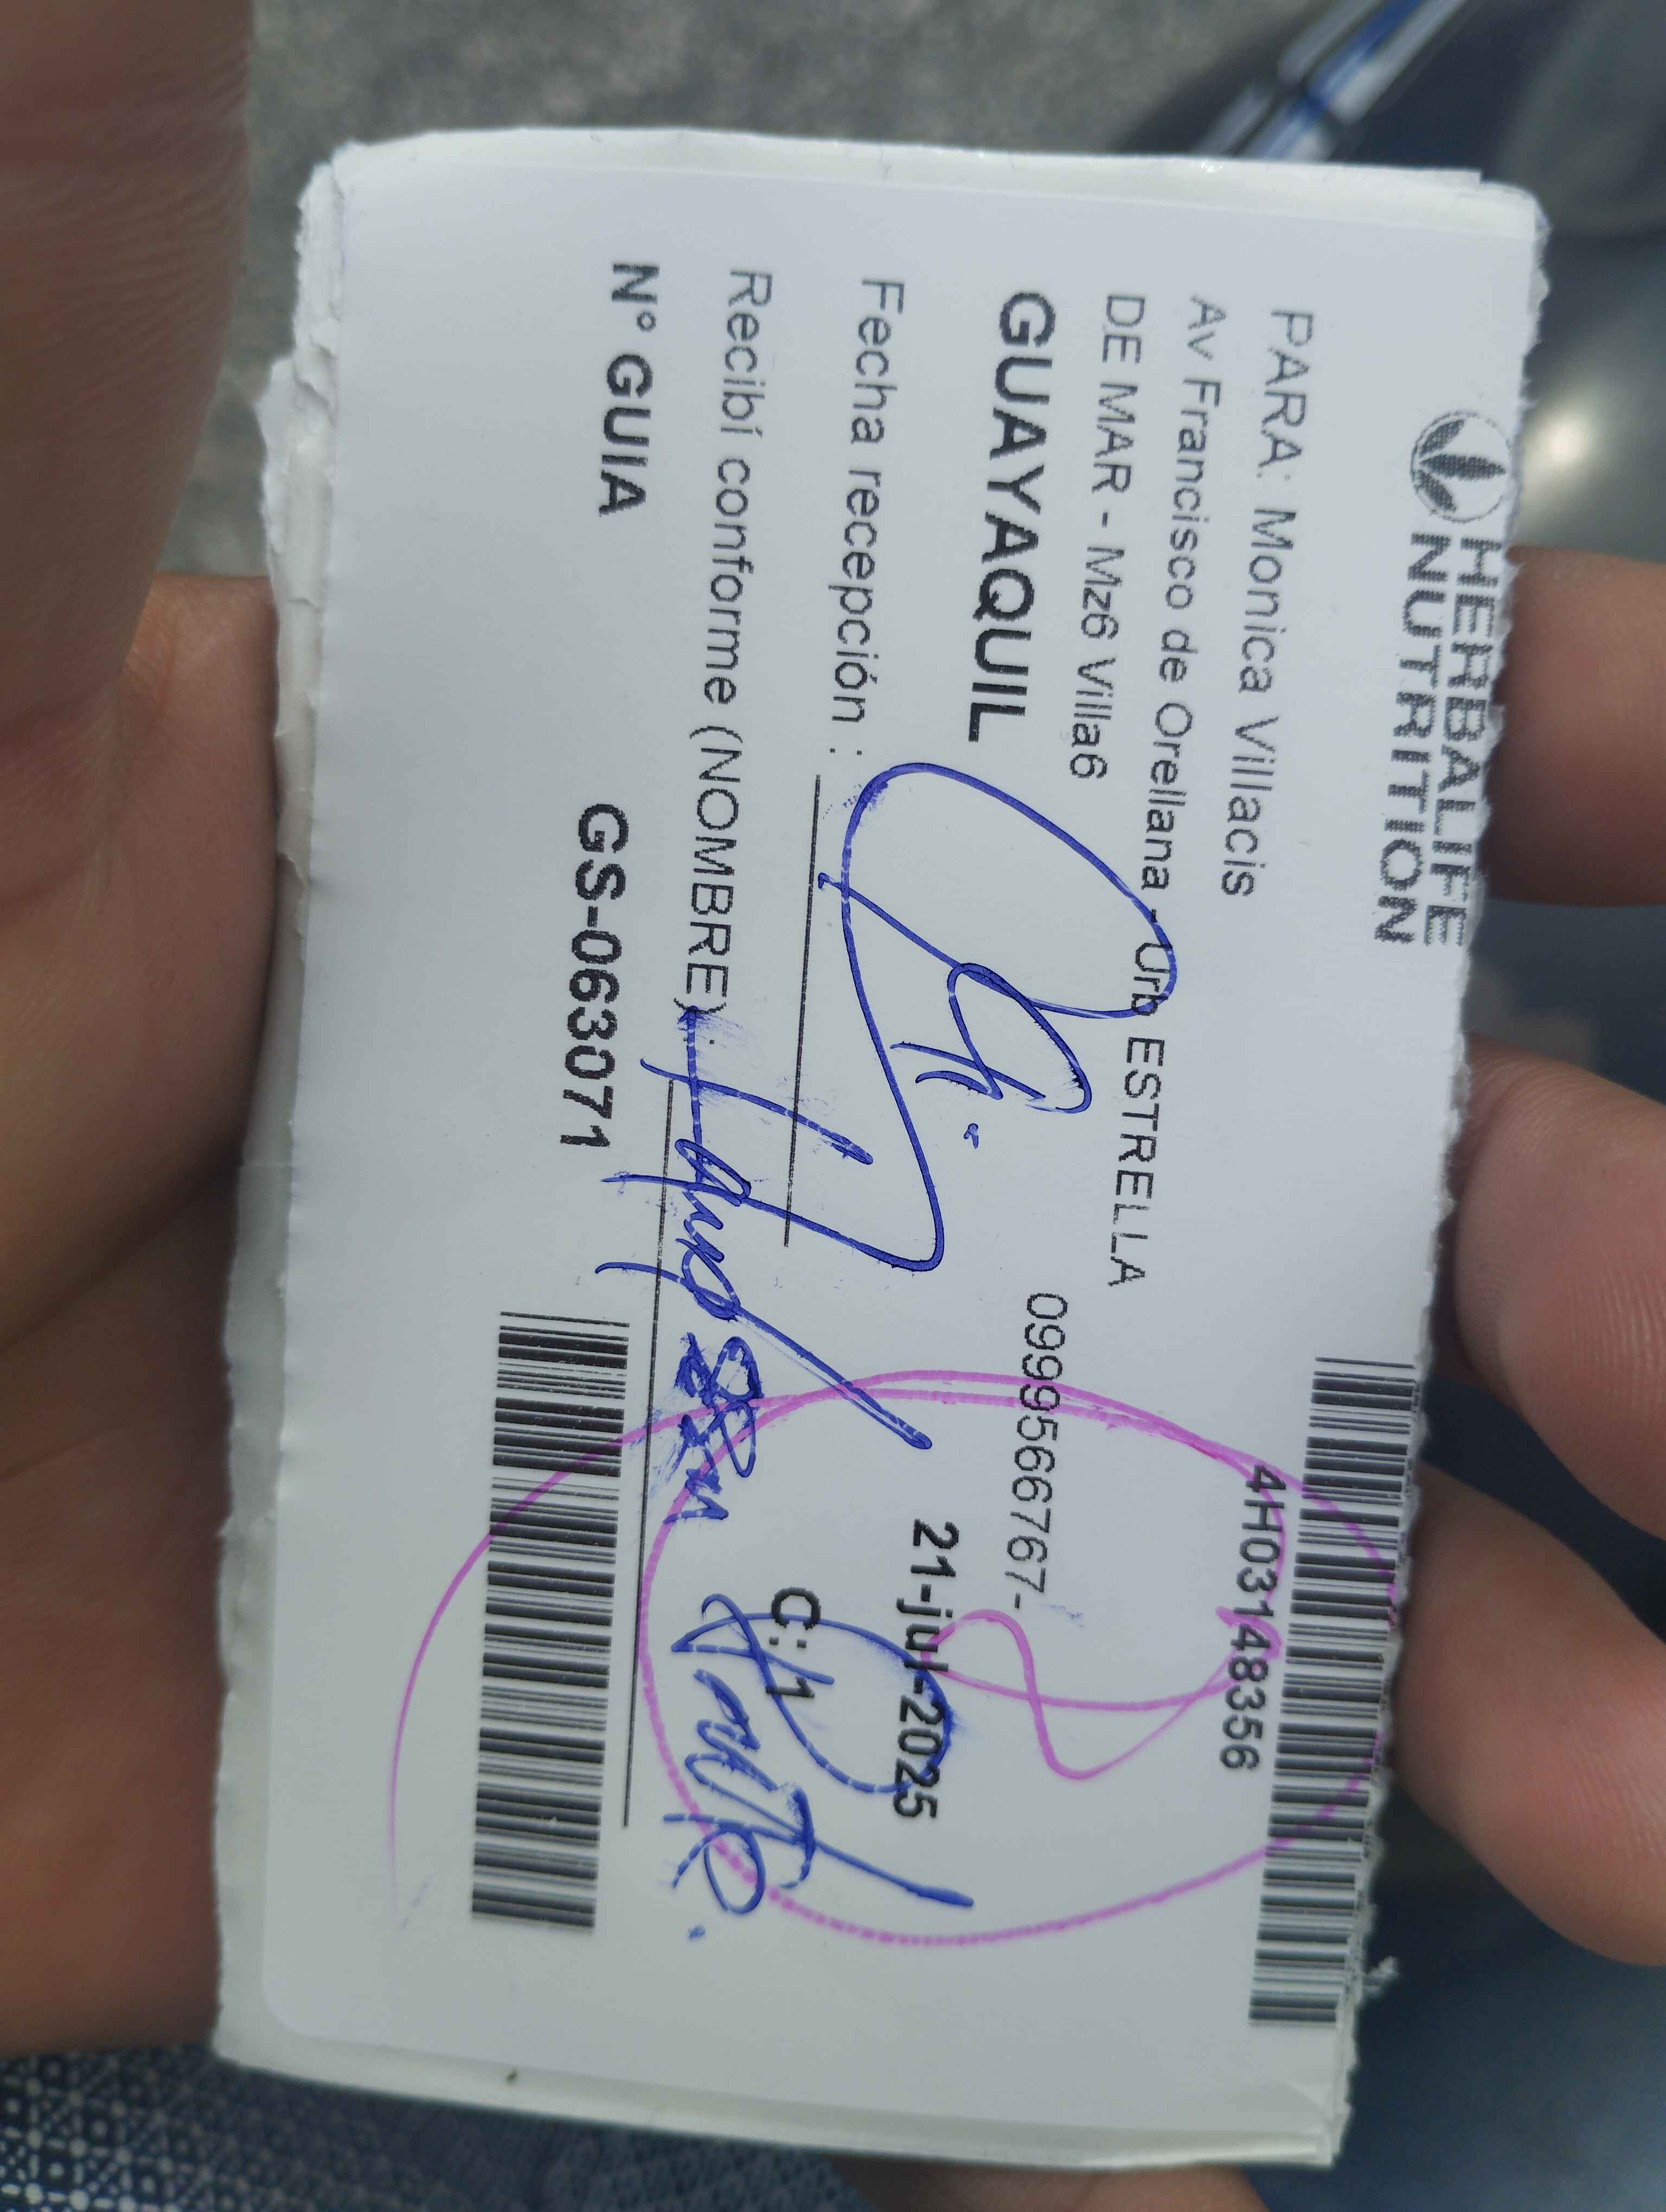 HERBALIFE
NUTRITION
4H03148356
PARA: Monica Villacis
Av Francisco de Orellana - Urb ESTRELLA
DE MAR - Mz6 Villa6
0999566767-
GUAYAQUIL
21-jul-2025
Fecha recepción :
C: 1
Recibí conforme (NOMBRE) :
Nº GUIA GS-063071